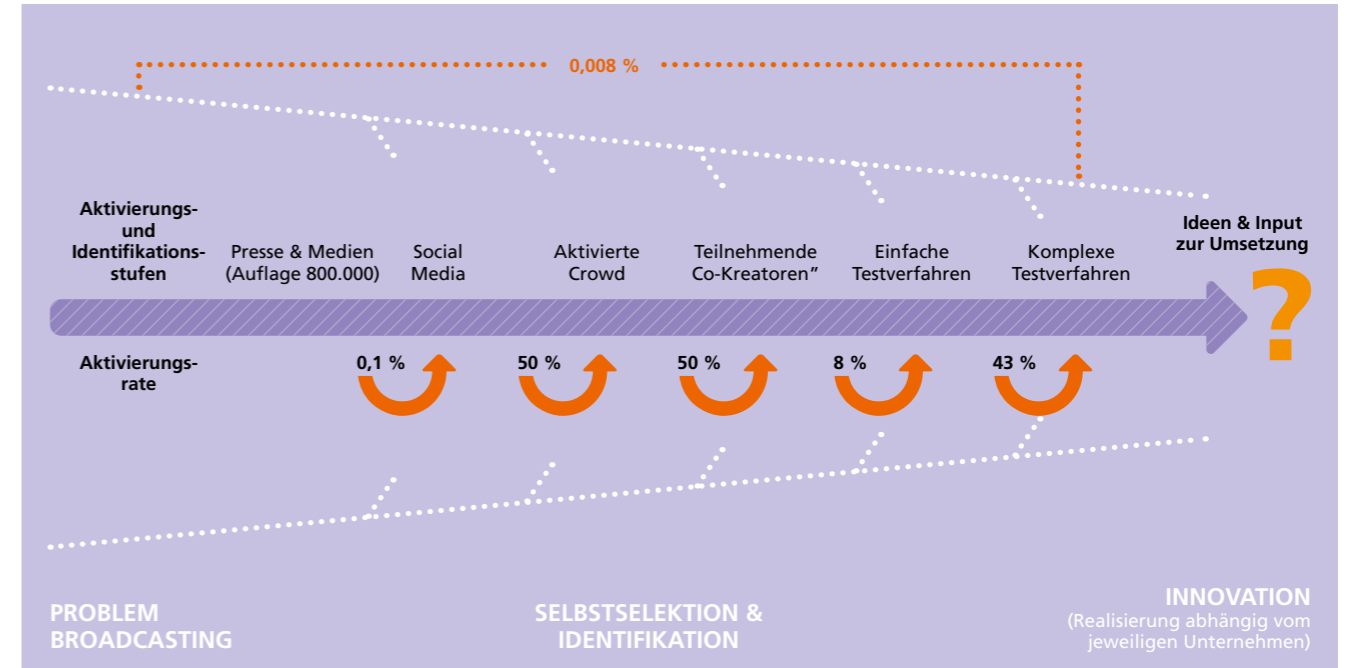 0,008 %
Aktivierungs-
und
Identifikations-
stufen
Presse & Medien
(Auflage 800.000)
Social
Media
Aktivierte
Crowd
Teilnehmende
Co-Kreatoren”
Einfache
Testverfahren
Komplexe
Testverfahren
Ideen & Input
zur Umsetzung
?
Aktivierungs-
rate
0,1 %
50 %
50 %
8 %
43 %
PROBLEM
BROADCASTING
SELBSTSELEKTION &
IDENTIFIKATION
INNOVATION
(Realisierung abhängig vom
jeweiligen Unternehmen)